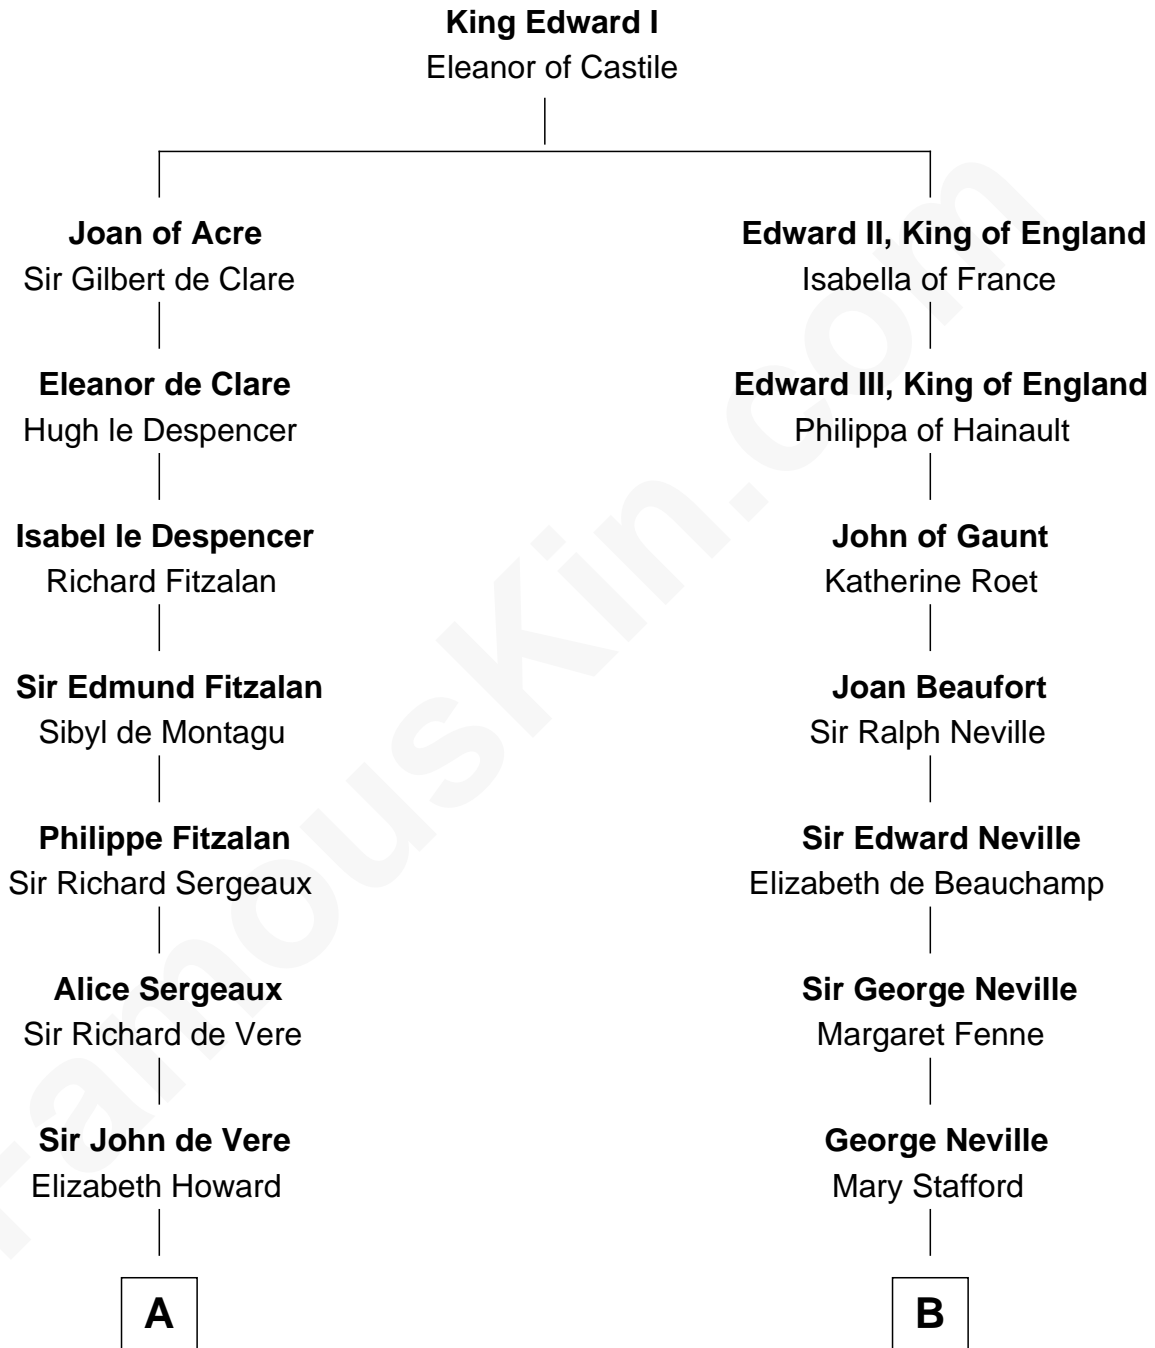 King Edward I
Eleanor of Castile
Joan of Acre
Sir Gilbert de Clare
Edward II, King of England
Isabella of France
Eleanor de Clare
Hugh le Despencer
Edward III, King of England
Philippa of Hainault
Isabel le Despencer
Richard Fitzalan
John of Gaunt
Katherine Roet
Sir Edmund Fitzalan
Sibyl de Montagu
Joan Beaufort
Sir Ralph Neville
Philippe Fitzalan
Sir Richard Sergeaux
Sir Edward Neville
Elizabeth de Beauchamp
Alice Sergeaux
Sir Richard de Vere
Sir George Neville
Margaret Fenne
Sir John de Vere
Elizabeth Howard
George Neville
Mary Stafford
A
B
FamousKin.com